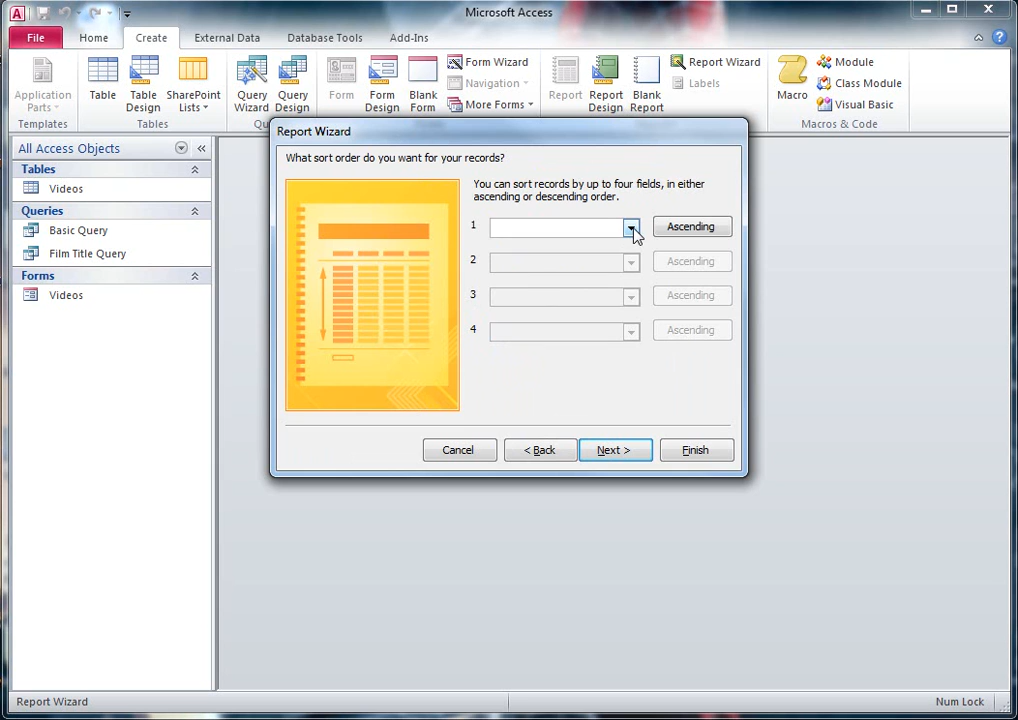 Microsoft Access
File Home Create External Data Database Tools Add-Ins
Application Parts
Table
Table Design
SharePoint Lists
Query Wizard
Query Design
Form
Form Design
Blank Form
Form Wizard
Navigation
More Forms
Report
Report Design
Blank Report
Report Wizard
Labels
Macro
Module
Class Module
Visual Basic
Templates Tables Macros & Code
All Access Objects
Tables
Videos
Queries
Basic Query
Film Title Query
Forms
Videos
Report Wizard
What sort order do you want for your records?
You can sort records by up to four fields, in either
ascending or descending order.
1 Ascending
2 Ascending
3 Ascending
4 Ascending
Cancel < Back Next > Finish
Report Wizard Num Lock